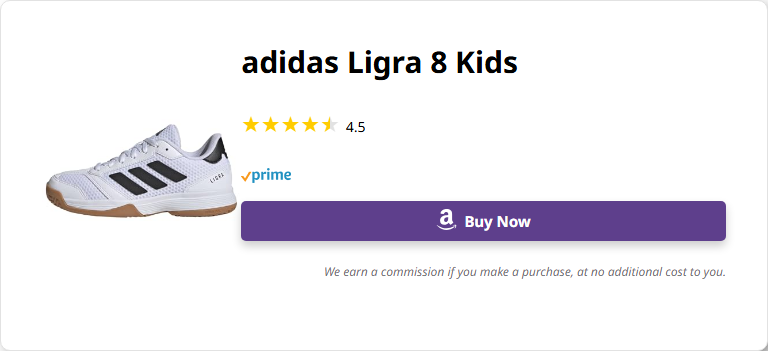 adidas Ligra 8 Kids
4.5
prime
Buy Now
We earn a commission if you make a purchase, at no additional cost to you.
LIGRA